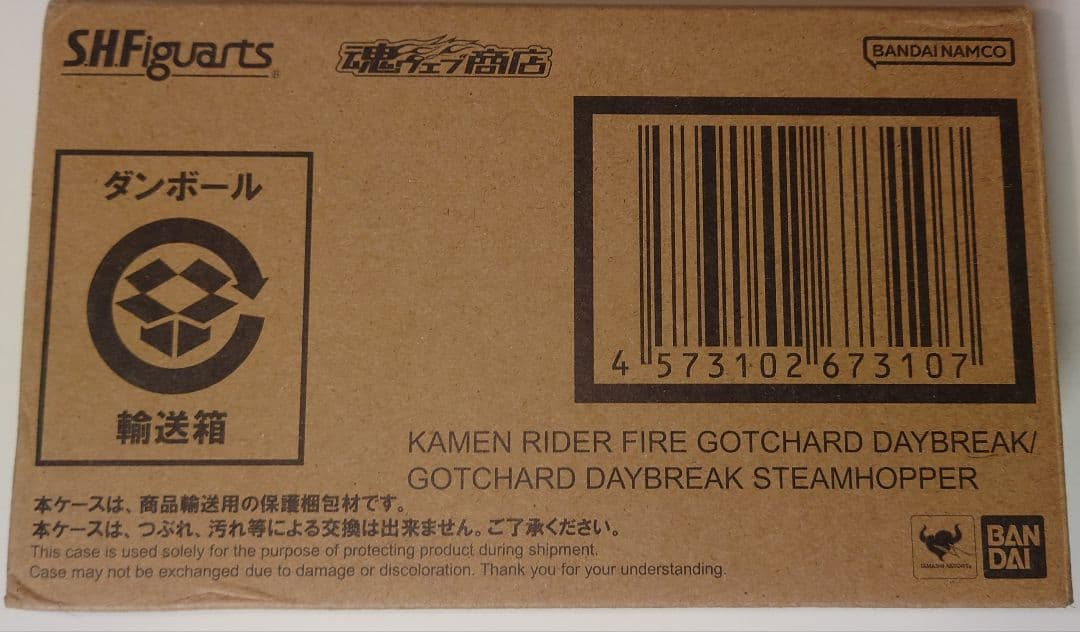 S.H.Figuarts
魂ウェブ商店
BANDAI NAMCO
ダンボール
輸送箱
4 573102 673107
KAMEN RIDER FIRE GOTCHARD DAYBREAK/
GOTCHARD DAYBREAK STEAMHOPPER
本ケースは、商品輸送用の保護梱包材です。
本ケースは、つぶれ、汚れ等による交換は出来ません。ご了承ください。
This case is used solely for the purpose of protecting product during shipment.
Case may not be exchanged due to damage or discoloration. Thank you for your understanding.
TAMASHII NATIONS
BAN
DAI